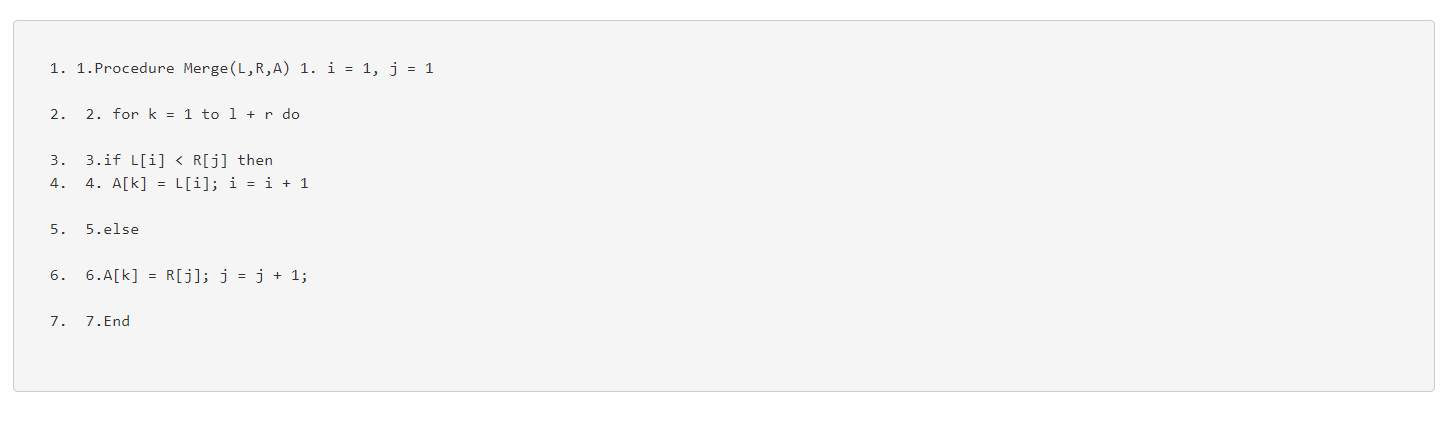 1. 1.Procedure Merge(L,R,A) 1. i = 1, j = 1
2. 2. for k = 1 to l + r do
3. 3.if L[i] < R[j] then
4. 4. A[k] = L[i]; i = i + 1
5. 5.else
6. 6.A[k] = R[j]; j = j + 1;
7. 7.End